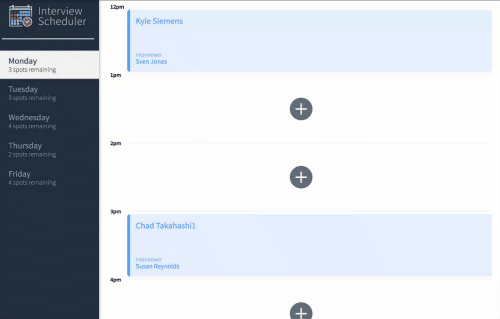 Interview
Scheduler
Monday
3 spots remaining
Tuesday
3 spots remaining
Wednesday
4 spots remaining
Thursday
2 spots remaining
Friday
4 spots remaining
12pm
Kyle Siemens
Interviewer
Sven Jones
1pm
2pm
3pm
Chad Takahashi1
Interviewer
Susan Reynolds
4pm